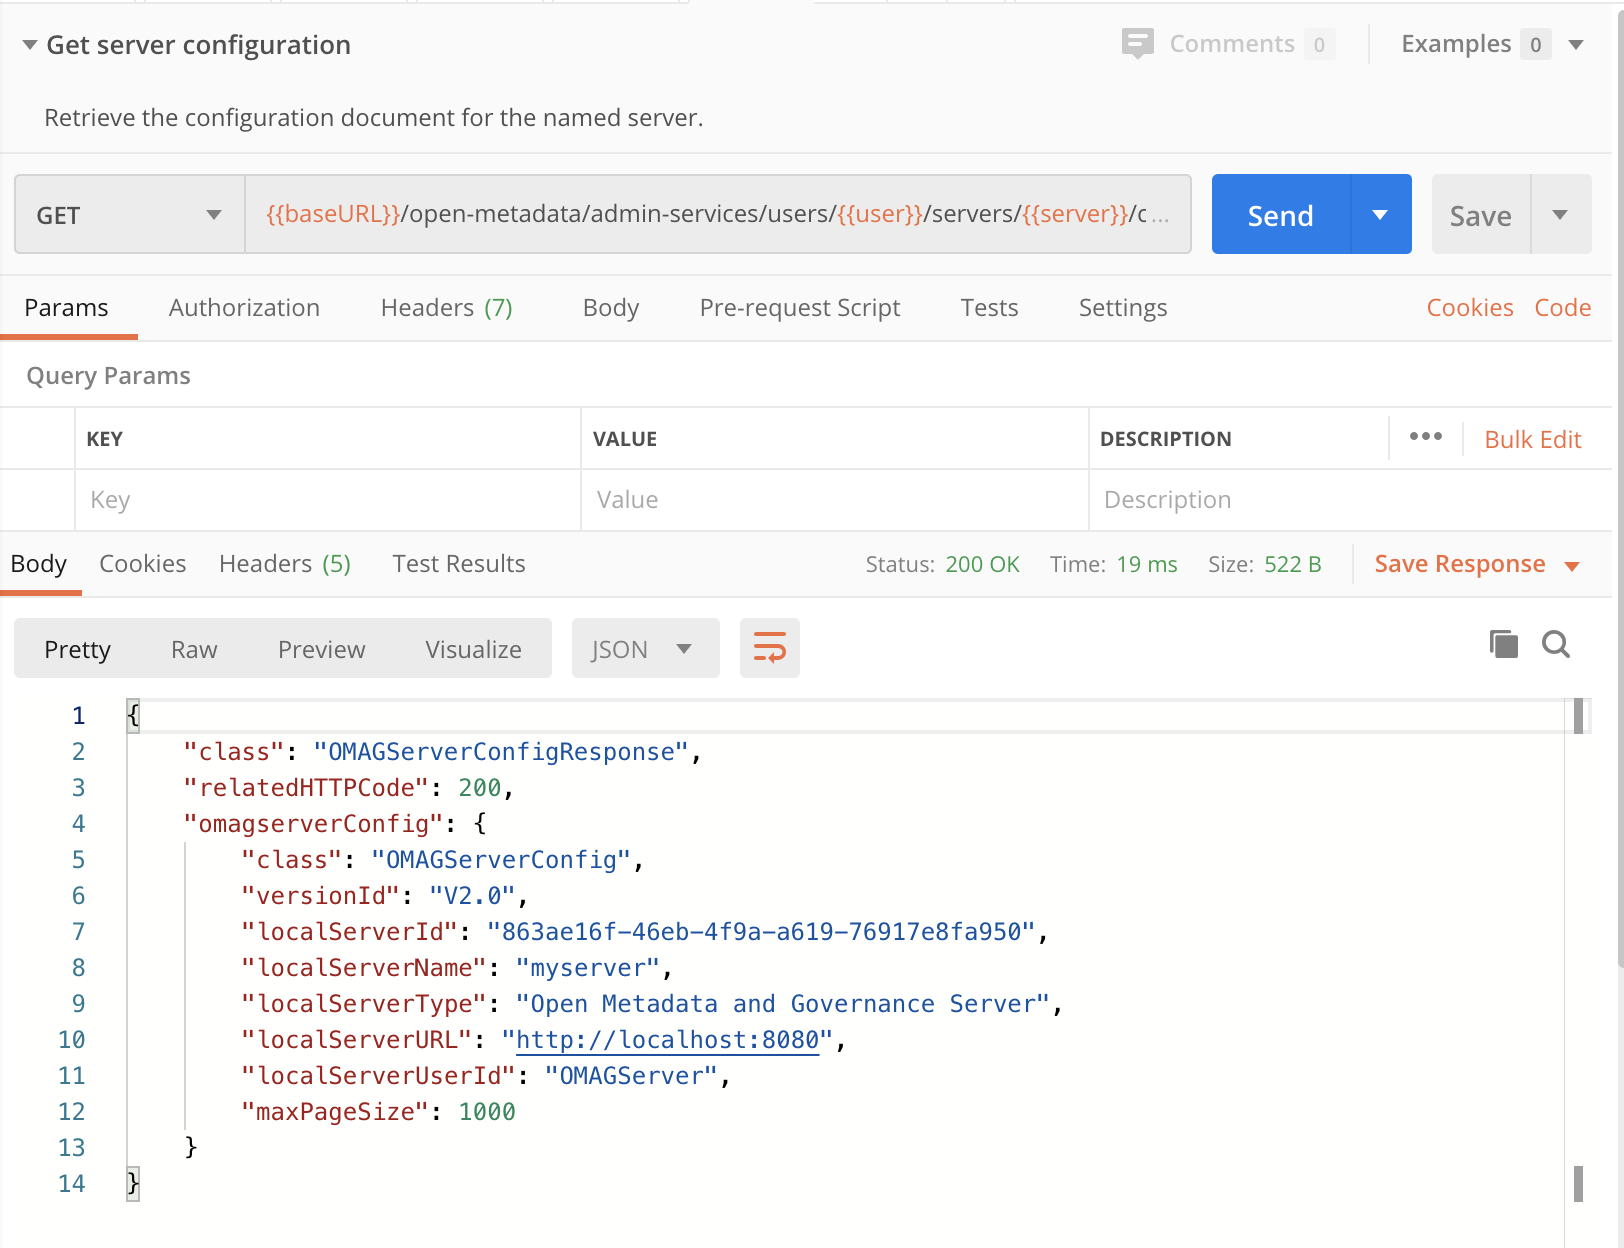 Get server configuration
Comments 0
Examples 0
Retrieve the configuration document for the named server.
GET
{{baseURL}}/open-metadata/admin-services/users/{{user}}/servers/{{server}}/c ...
Send
Save
Params Authorization Headers (7) Body Pre-request Script Tests Settings Cookies Code
Query Params
KEY VALUE DESCRIPTION ••• Bulk Edit
Key Value Description
Body Cookies Headers (5) Test Results Status: 200 OK Time: 19 ms Size: 522 B Save Response
Pretty Raw Preview Visualize JSON
1 {
2 "class": "OMAGServerConfigResponse",
3 "relatedHTTPCode": 200,
4 "omagserverConfig": {
5 "class": "OMAGServerConfig",
6 "versionId": "V2.0",
7 "localServerId": "863ae16f-46eb-4f9a-a619-76917e8fa950",
8 "localServerName": "myserver",
9 "localServerType": "Open Metadata and Governance Server",
10 "localServerURL": "http://localhost:8080",
11 "localServerUserId": "OMAGServer",
12 "maxPageSize": 1000
13 }
14 }